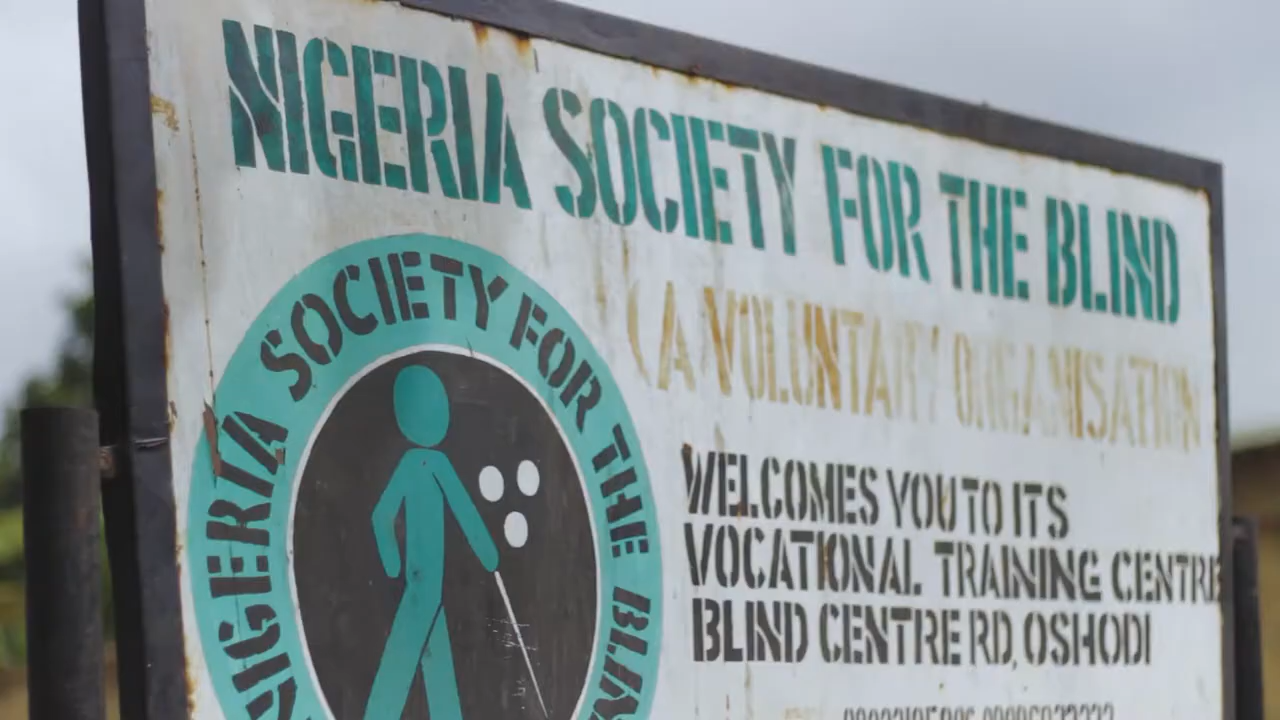 NIGERIA SOCIETY FOR THE BLIND
(A VOLUNTARY ORGANISATION
NIGERIA SOCIETY FOR THE BLIND
WELCOMES YOU TO ITS
VOCATIONAL TRAINING CENTRE
BLIND CENTRE RD, OSHODI